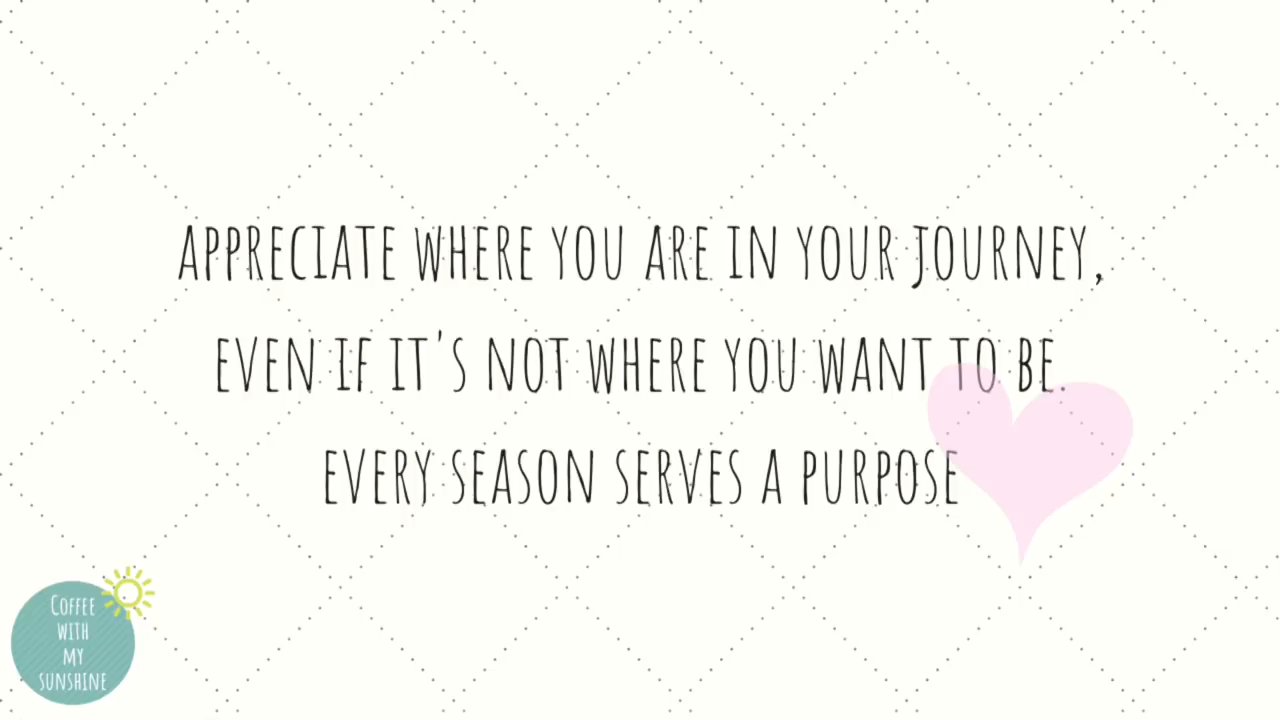 APPRECIATE WHERE YOU ARE IN YOUR JOURNEY,
EVEN IF IT'S NOT WHERE YOU WANT TO BE.
EVERY SEASON SERVES A PURPOSE
COFFEE
WITH
MY
SUNSHINE